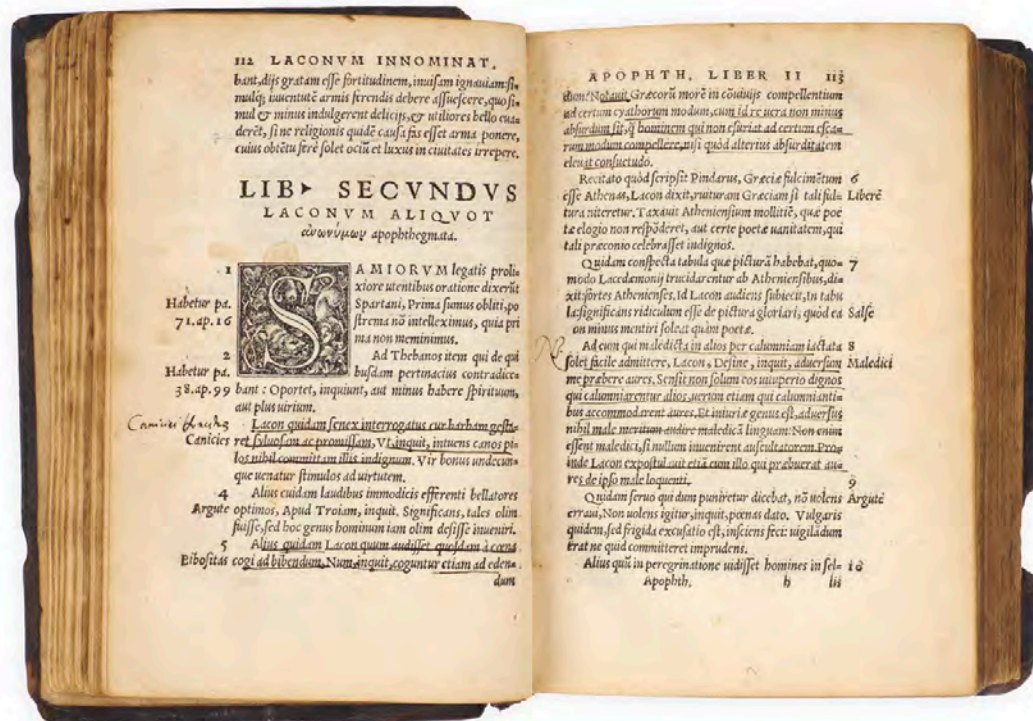 112 LACONVM INNOMINAT.
bant, dijs gratam esse fortitudinem, inuisam ignauiam: si-
mulq; iuuentutē armis ferendis debere assuescere, quo si-
mul & minus indulgerent delicijs, & utiliores bello eua-
derēt, si ne religionis quidē causa fas esset arma ponere,
cuius obtētu ferè solet ociū et luxus in ciuitates irrepere.
LIB SECVNDVS
LACONVM ALIQVOT
ἀνωνύμων apophthegmata.
1 SAMIORVM legatis proli-
xiore utentibus oratione dixerūt
Habetur pa. Spartani, Prima sumus obliti, po
71.ap.16 strema nō intelleximus, quia pri
ma non meminimus.
2 Ad Thebanos item qui de qui
Habetur pa. busdam pertinacius contradice-
38.ap.99 bant: Oportet, inquiunt, aut minus habere spirituum,
aut plus uirium.
Lacon quidam senex interrogatus cur barbam gesta-
Canicies ret syluosam ac promissam, Vt, inquit, intuens canos pi-
los nihil committam illis indignum. Vir bonus undecun-
que uenatur stimulos ad uirtutem.
4 Alius cuidam laudibus immodicis efferenti bellatores
Argute optimos, Apud Troiam, inquit. Significans, tales olim
fuisse, sed hoc genus hominum iam olim desisse inueniri.
5 Alius quidam Lacon quum audisset quosdam à cœna
Bibositas cogi ad bibendum, Num, inquit, coguntur etiam ad eden-
dum
APOPHTH. LIBER II 113
dum? Notauit Græcorū morē in cōuiuijs compellentium
ad certum cyathorum modum, cum id re uera non minus
absurdum sit, q̄ hominem qui non esuriat ad certum esca-
rum modum compellere, nisi quòd alterius absurditatem
eleuat consuetudo.
Recitato quòd scripsit Pindarus, Græciæ fulcimētum 6
esse Athenas, Lacon dixit, ruituram Græciam si tali ful- Liberè
tura niteretur. Taxauit Atheniensium mollitiē, quæ poe
tæ elogio non respōderet, aut certe poetæ uanitatem, qui
tali præconio celebrasset indignos.
Quidam conspecta tabula quæ picturā habebat, quo- 7
modo Lacedæmonij trucidarentur ab Atheniensibus, di-
xit: fortes Athenienses. Id Lacon audiens subiecit, In tabu
la: significans ridiculum esse de pictura gloriari, quòd ea Salse
on minus mentiri soleat quàm poetæ.
Ad eum qui maledicta in alios per calumniam iactata 8
solet facile admittere, Lacon, Desine, inquit, aduersum Maledici
me præbere aures. Sensit non solum eos uituperio dignos
qui calumniarentur alios, uerum etiam qui calumnianti-
bus accommodarent aures. Et iniuriæ genus est, aduersus
nihil male meritum audire maledicā linguam: Non enim
essent maledici, si nullum inuenirent auscultatorem. Pro
inde Lacon expostulauit etiā cum illo qui præbuerat au-
res de ipso male loquenti. 9
Quidam seruo qui dum puniretur dicebat, nō uolens Argutè
erraui, Non uolens igitur, inquit, pœnas dato. Vulgaris
quidem, sed frigida excusatio est, insciens feci: uigilādum
erat ne quid committeret imprudens.
Alius quū in peregrinatione uidisset homines in sel- 10
Apophth. h lis